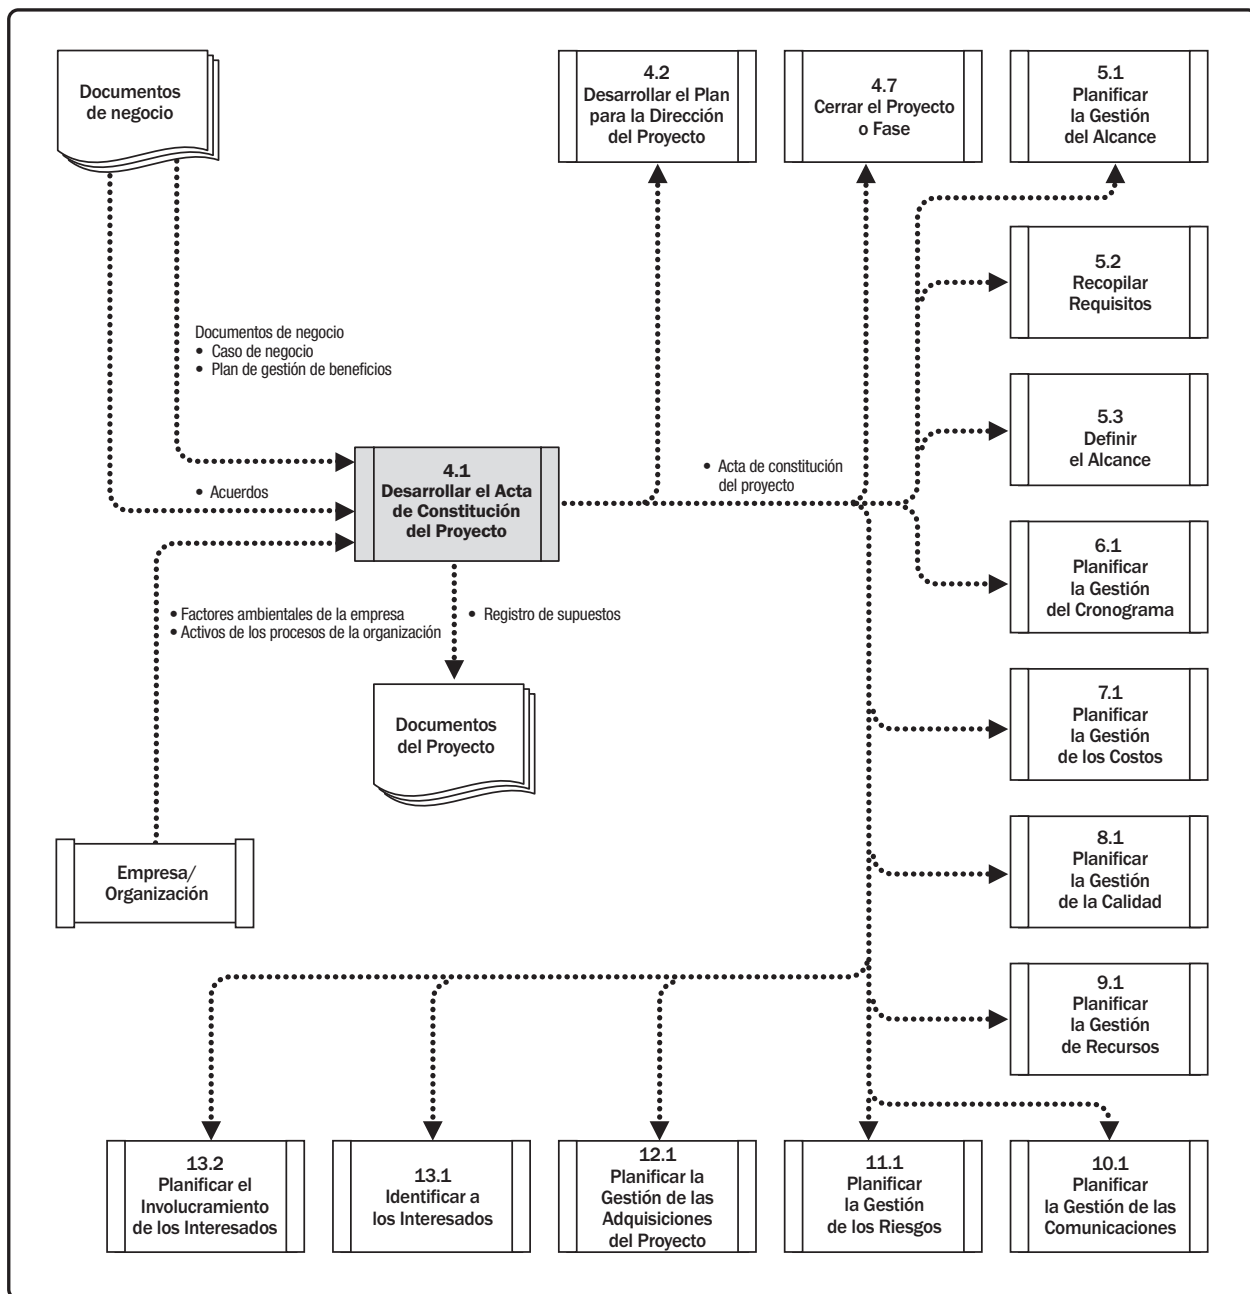 Documentos
de negocio
4.2
Desarrollar el Plan
para la Dirección
del Proyecto
4.7
Cerrar el Proyecto
o Fase
5.1
Planificar
la Gestión
del Alcance
5.2
Recopilar
Requisitos
Documentos de negocio
• Caso de negocio
• Plan de gestión de beneficios
5.3
Definir
el Alcance
4.1
Desarrollar el Acta
de Constitución
del Proyecto
• Acuerdos
• Acta de constitución
del proyecto
6.1
Planificar
la Gestión
del Cronograma
• Factores ambientales de la empresa
• Activos de los procesos de la organización
• Registro de supuestos
Documentos
del Proyecto
7.1
Planificar
la Gestión
de los Costos
Empresa/
Organización
8.1
Planificar
la Gestión
de la Calidad
9.1
Planificar
la Gestión
de Recursos
13.2
Planificar el
Involucramiento
de los Interesados
13.1
Identificar a
los Interesados
12.1
Planificar la
Gestión de las
Adquisiciones
del Proyecto
11.1
Planificar
la Gestión
de los Riesgos
10.1
Planificar
la Gestión de las
Comunicaciones